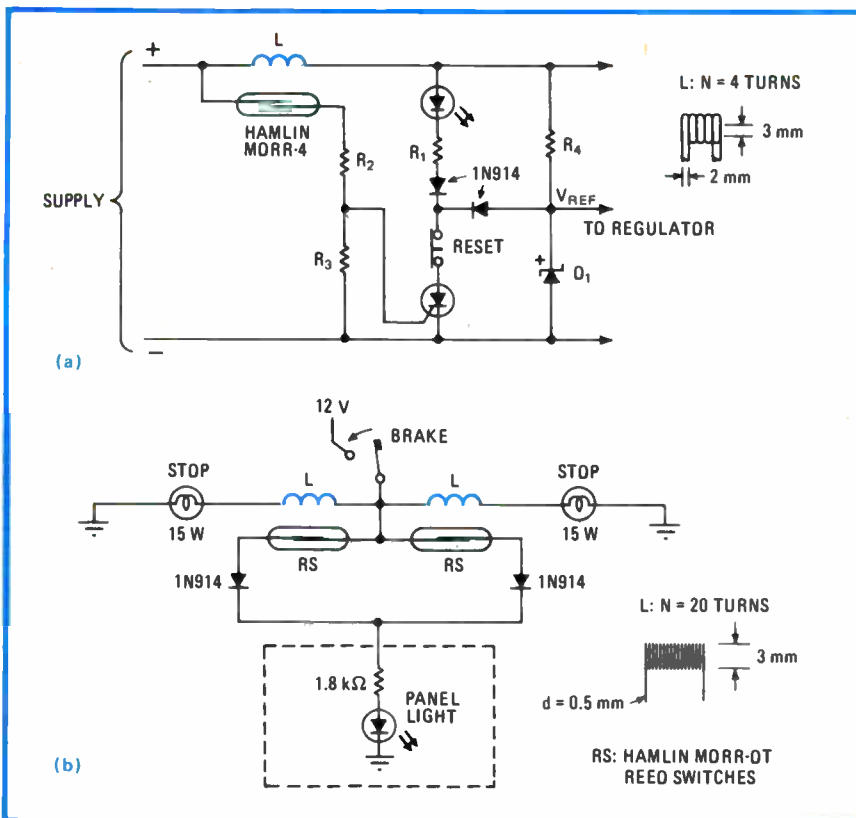 +
L
HAMLIN
MORR-4
R2
R1
1N914
R4
L: N = 4 TURNS
3 mm
2 mm
SUPPLY
VREF
TO REGULATOR
R3
RESET
+
D1
−
(a)
12 V
BRAKE
STOP
L
L
STOP
15 W
15 W
RS
RS
1N914
1N914
L: N = 20 TURNS
3 mm
d = 0.5 mm
1.8 kΩ
PANEL
LIGHT
RS: HAMLIN MORR-OT
REED SWITCHES
(b)